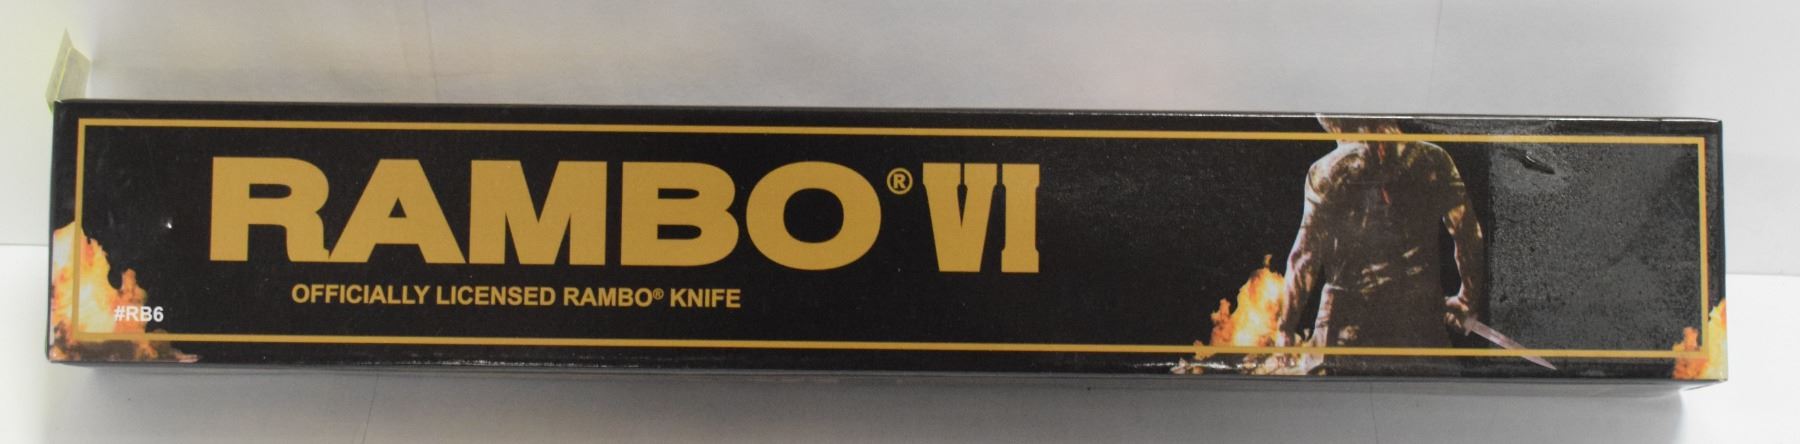 RAMBO® VI
OFFICIALLY LICENSED RAMBO® KNIFE
#RB6